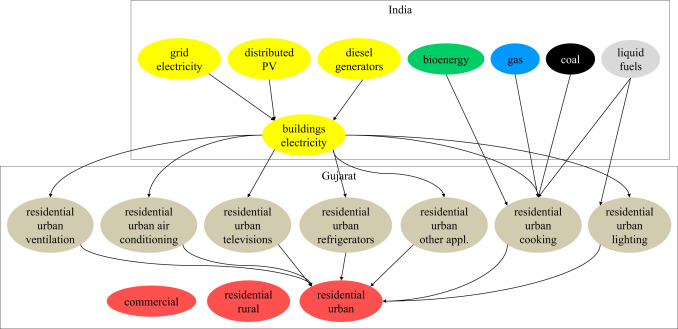 India
grid
electricity
distributed
PV
diesel
generators
bioenergy
gas
coal
liquid
fuels
buildings
electricity
Gujarat
residential
urban
ventilation
residential
urban air
conditioning
residential
urban
televisions
residential
urban
refrigerators
residential
urban
other appl.
residential
urban
cooking
residential
urban
lighting
commercial
residential
rural
residential
urban